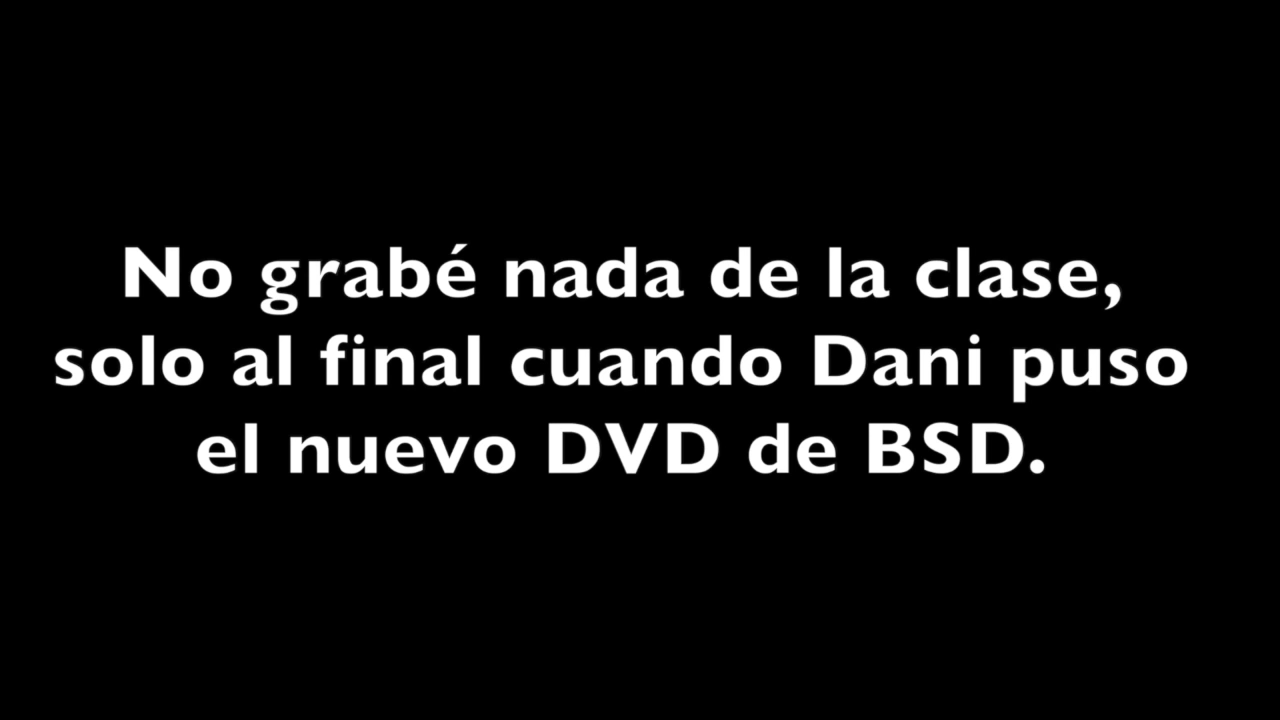 No grabé nada de la clase,
solo al final cuando Dani puso
el nuevo DVD de BSD.